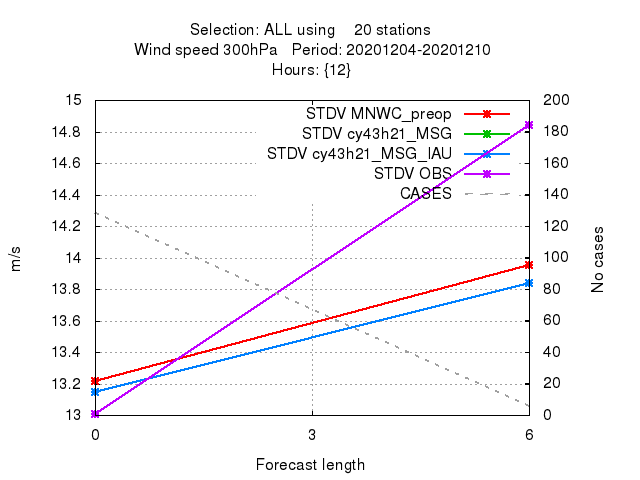 Selection: ALL using    20 stations
Wind speed 300hPa   Period: 20201204-20201210
Hours: {12}
15
14.8
14.6
14.4
14.2
14
13.8
13.6
13.4
13.2
13
200
180
160
140
120
100
80
60
40
20
0
STDV MNWC_preop
STDV cy43h21_MSG
STDV cy43h21_MSG_IAU
STDV OBS
CASES
m/s
No cases
0 3 6
Forecast length